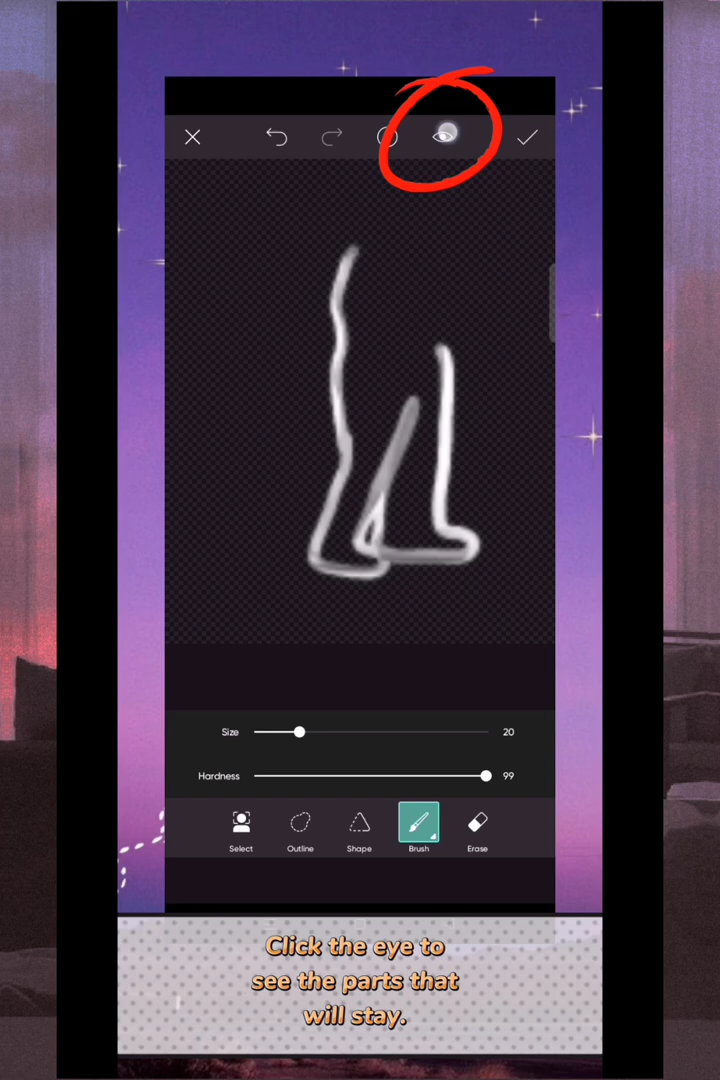 Size 20
Hardness 99
Select Outline Shape Brush Erase
Click the eye to
see the parts that
will stay.